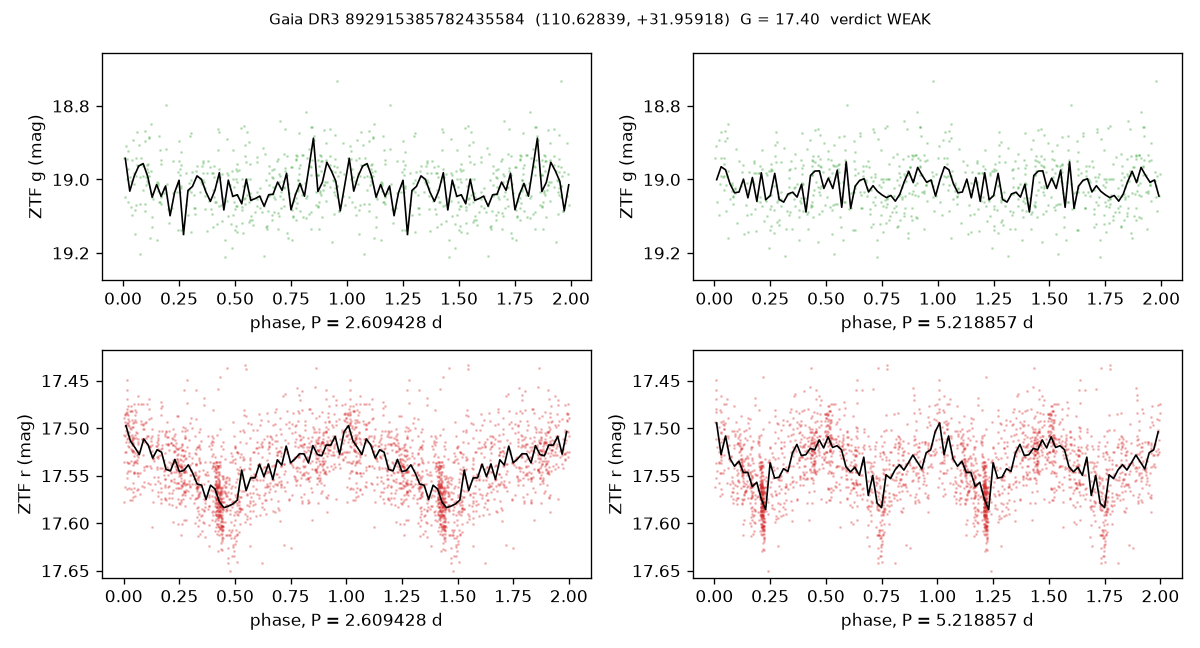 Gaia DR3 892915385782435584 (110.62839, +31.95918) G = 17.40 verdict WEAK
ZTF g (mag)
18.8
19.0
19.2
0.00 0.25 0.50 0.75 1.00 1.25 1.50 1.75 2.00
phase, P = 2.609428 d
ZTF g (mag)
18.8
19.0
19.2
0.00 0.25 0.50 0.75 1.00 1.25 1.50 1.75 2.00
phase, P = 5.218857 d
ZTF r (mag)
17.45
17.50
17.55
17.60
17.65
0.00 0.25 0.50 0.75 1.00 1.25 1.50 1.75 2.00
phase, P = 2.609428 d
ZTF r (mag)
17.45
17.50
17.55
17.60
17.65
0.00 0.25 0.50 0.75 1.00 1.25 1.50 1.75 2.00
phase, P = 5.218857 d